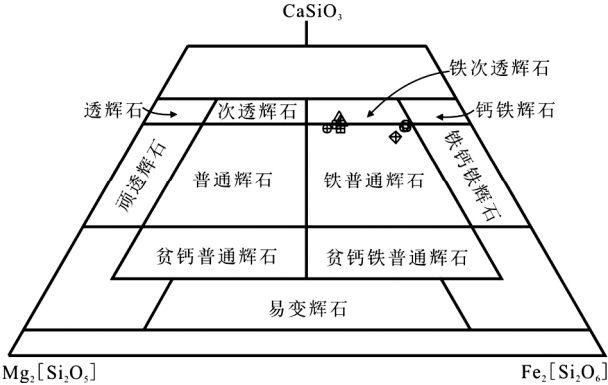 CaSiO₃
铁次透辉石
透辉石
次透辉石
钙铁辉石
顽透辉石
普通辉石
铁普通辉石
铁钙铁辉石
贫钙普通辉石
贫钙铁普通辉石
易变辉石
Mg₂[Si₂O₅]
Fe₂[Si₂O₆]